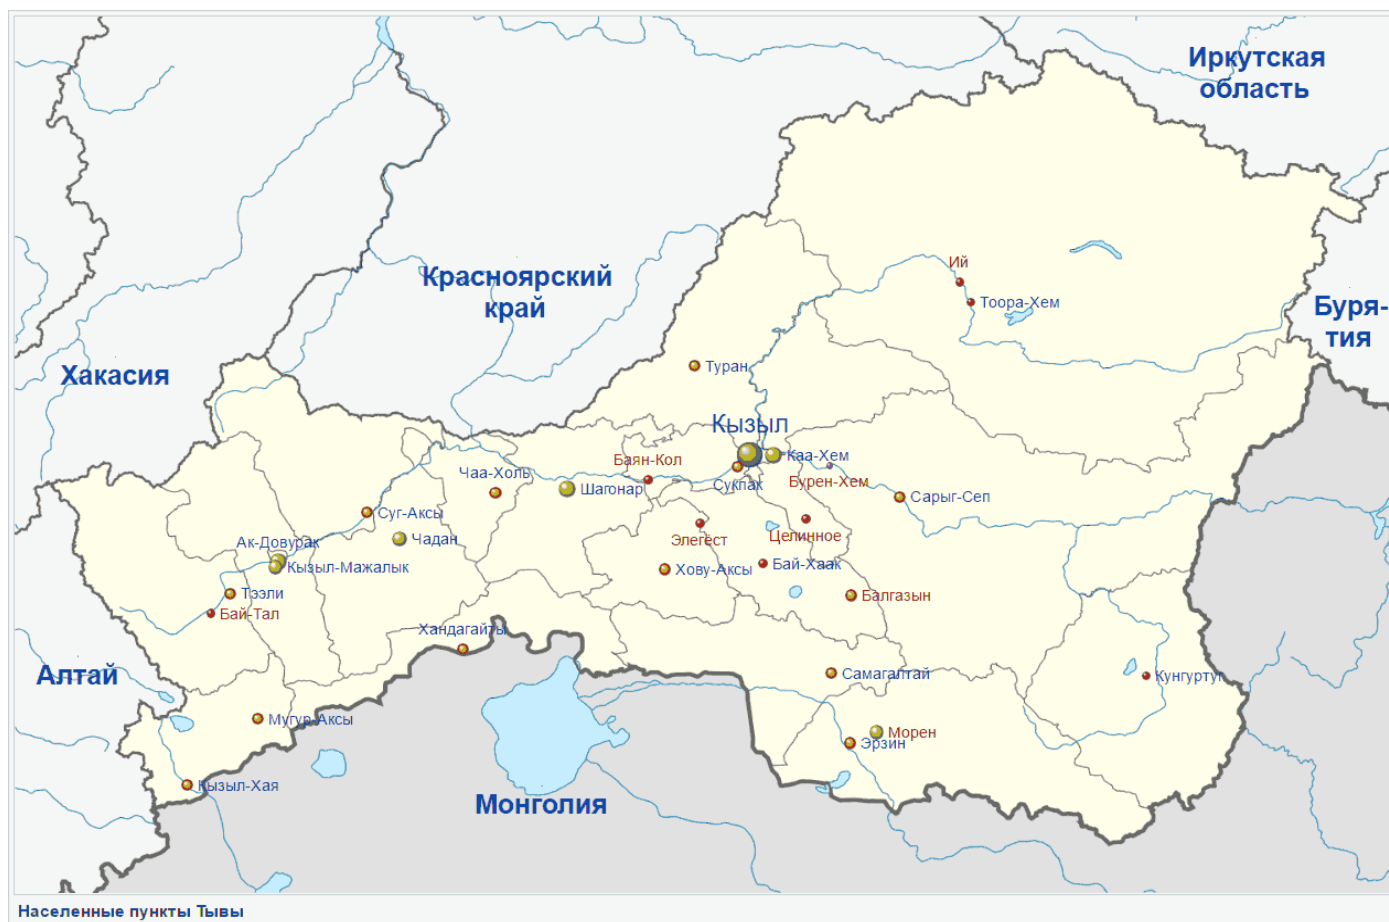 Иркутская
область
Ий
Тоора-Хем
Красноярский
край
Буря-
тия
Хакасия
Туран
Кызыл
Баян-Кол
Каа-Хем
Чаа-Холь
Шагонар
Сукпак
Бурен-Хем
Сарыг-Сеп
Суг-Аксы
Чадан
Элегест
Целинное
Ак-Довурак
Кызыл-Мажалык
Хову-Аксы
Бай-Хаак
Тээли
Балгазын
Бай-Тал
Хандагайты
Алтай
Самагалтай
Кунгуртуг
Мугур-Аксы
Морен
Эрзин
Кызыл-Хая
Монголия
Населенные пункты Тывы